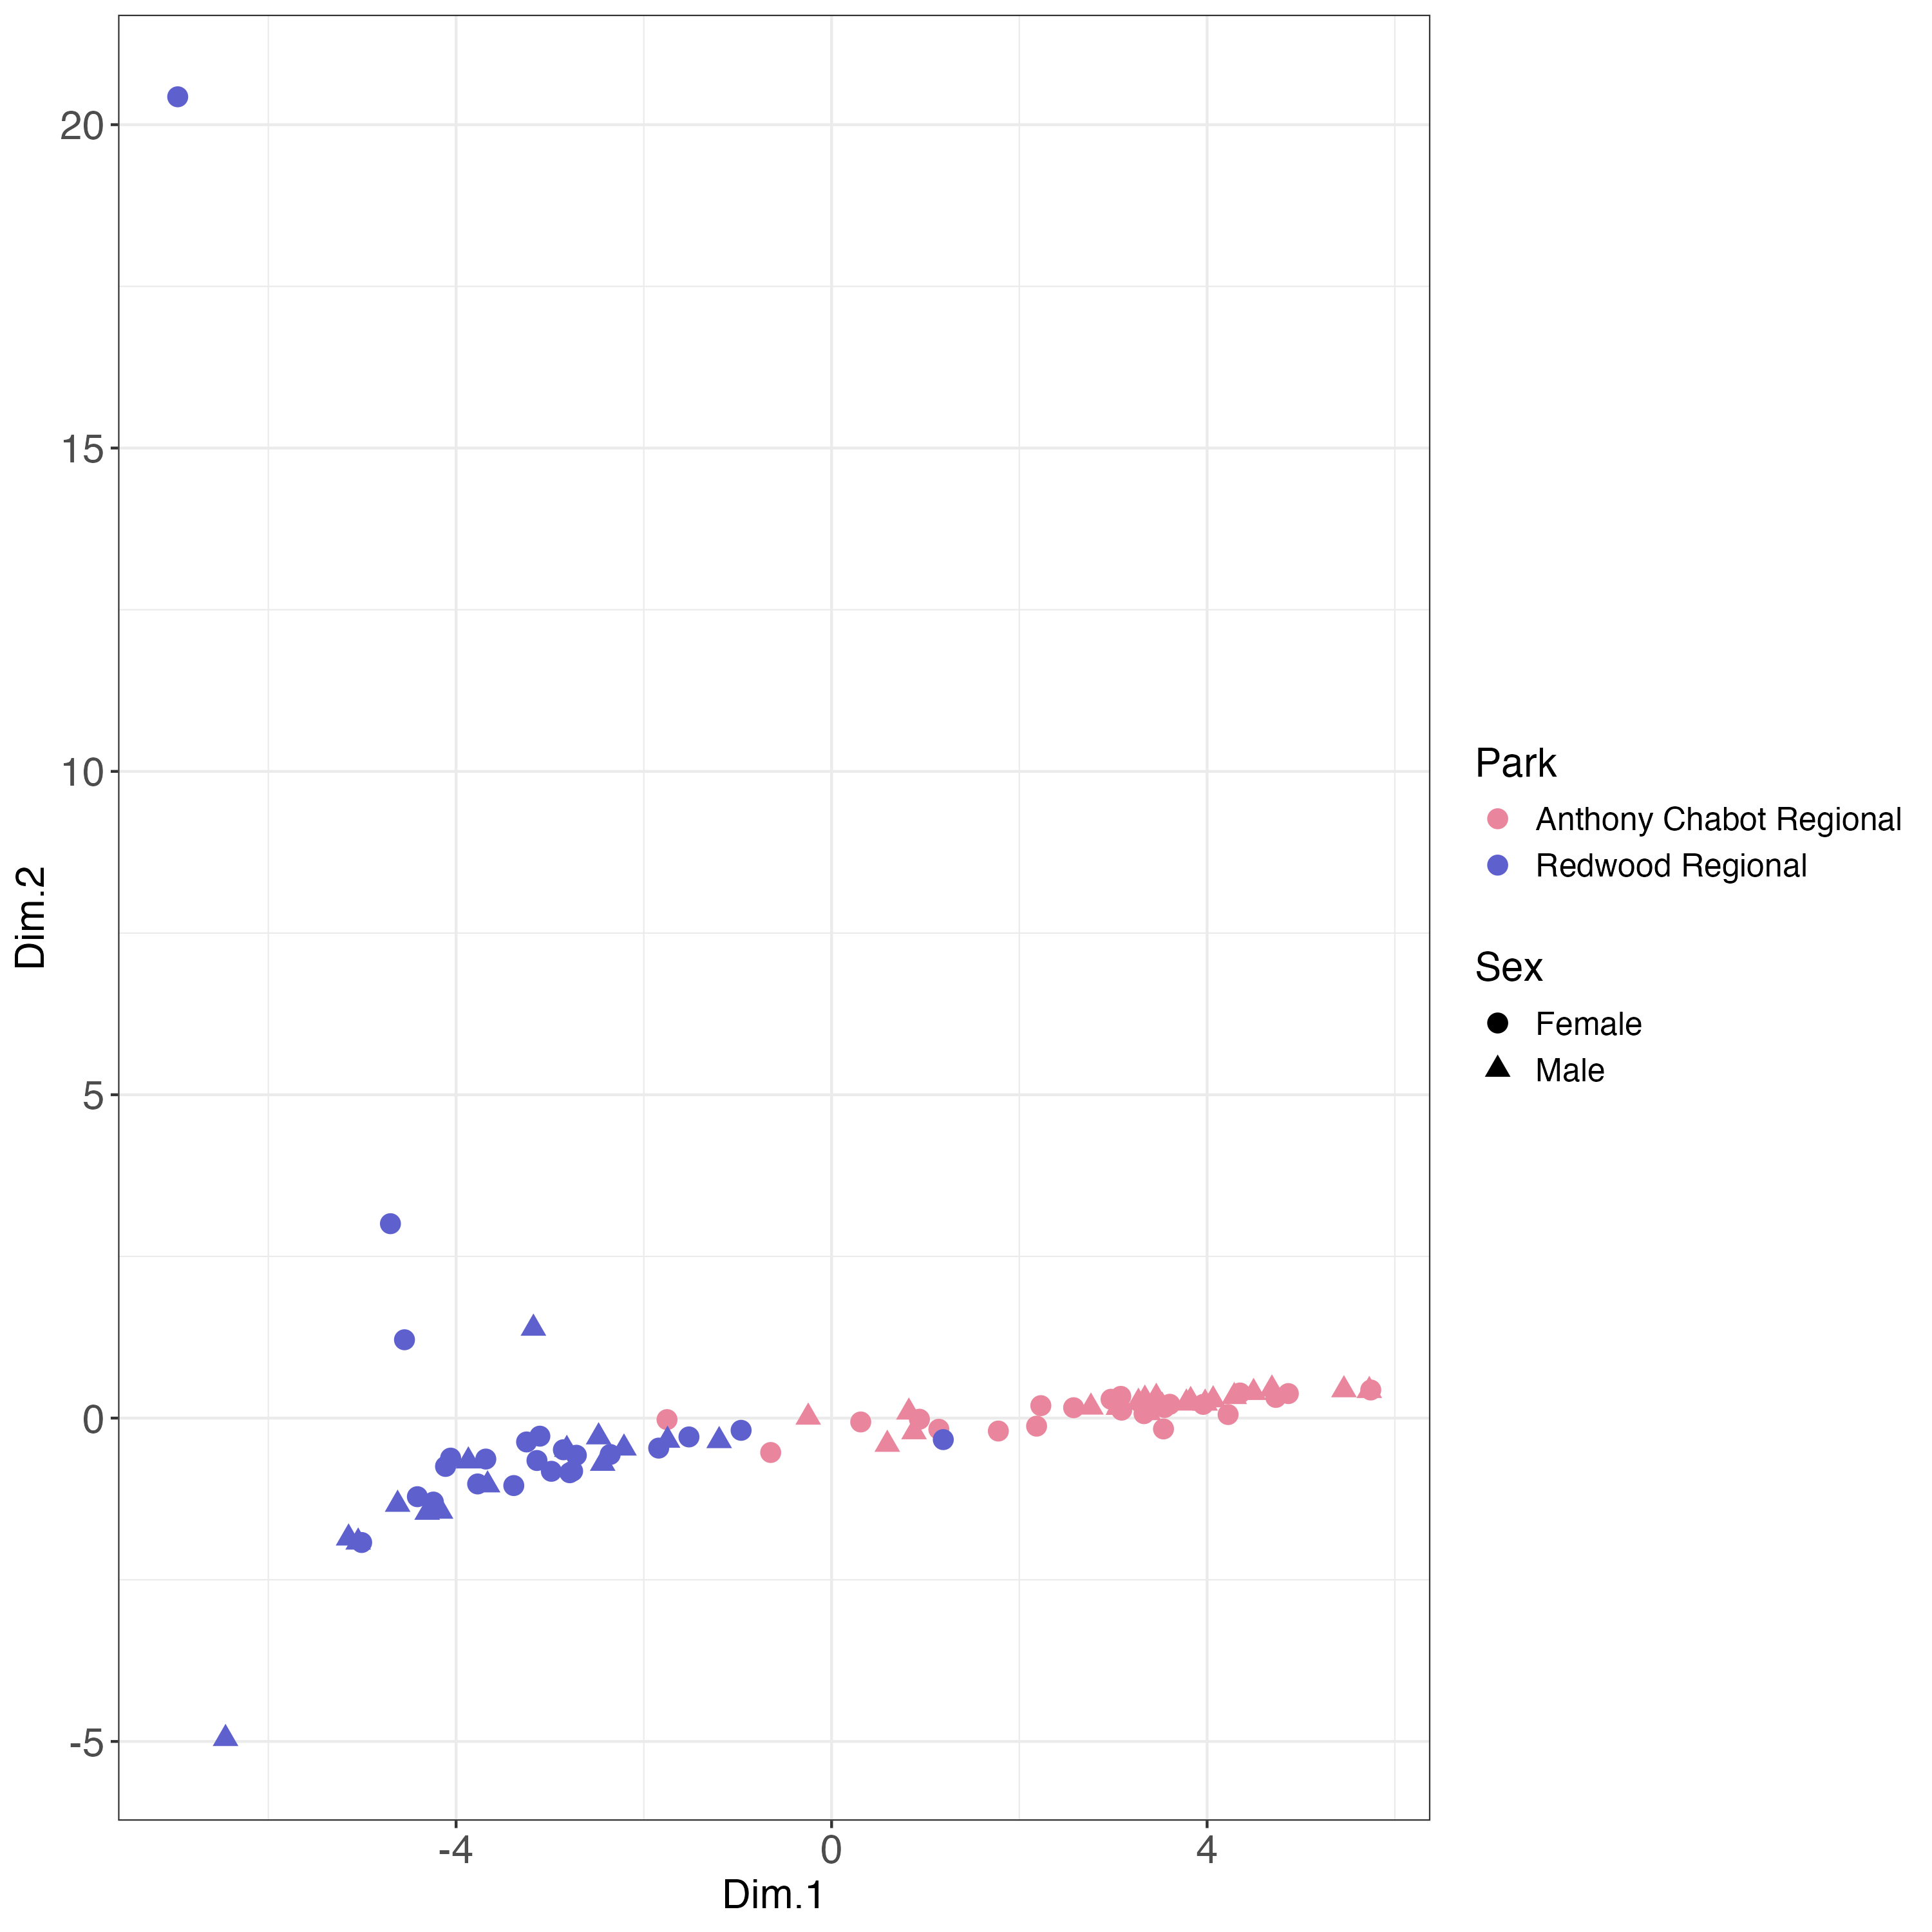 20
15
10
5
0
-5
Dim.2
-4
0
4
Dim.1
Park
Anthony Chabot Regional
Redwood Regional
Sex
Female
Male